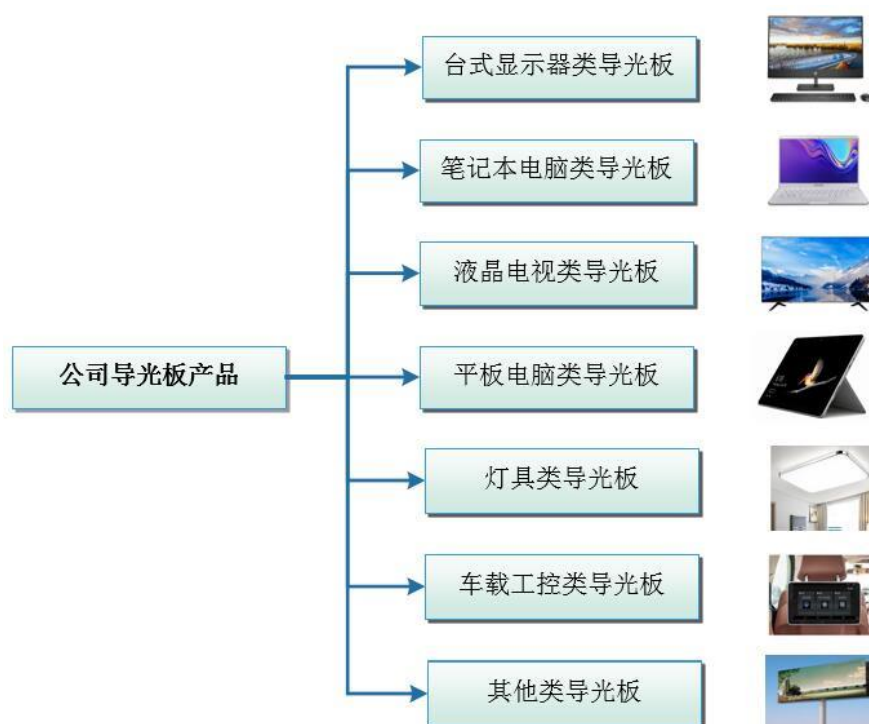 台式显示器类导光板
笔记本电脑类导光板
液晶电视类导光板
公司导光板产品
平板电脑类导光板
灯具类导光板
车载工控类导光板
其他类导光板